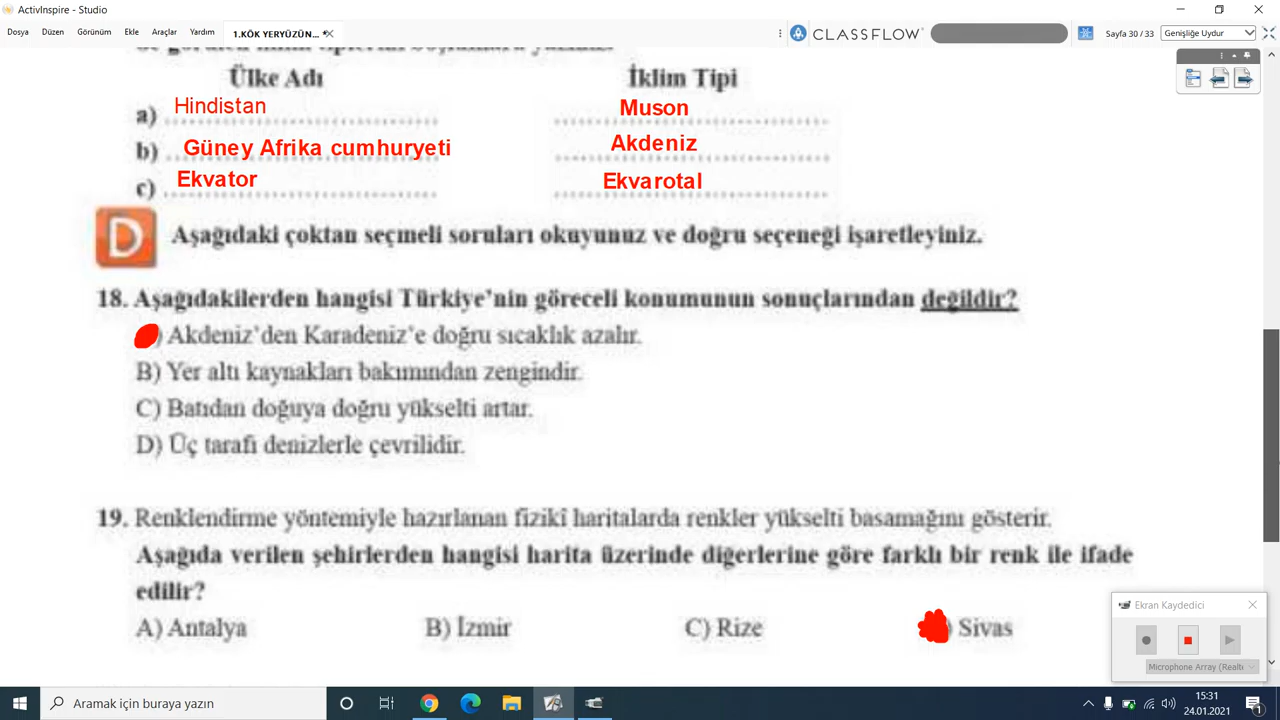 ActivInspire - Studio
Dosya Düzen Görünüm Ekle Araçlar Yardım 1.KÖK YERYÜZÜN... * CLASSFLOW Sayfa 30 / 33 Genişliğe Uydur
Ülke Adı İklim Tipi
a) Hindistan Muson
b) Güney Afrika cumhuryeti Akdeniz
c) Ekvator Ekvarotal
D Aşağıdaki çoktan seçmeli soruları okuyunuz ve doğru seçeneği işaretleyiniz.
18. Aşağıdakilerden hangisi Türkiye'nin göreceli konumunun sonuçlarından değildir?
) Akdeniz'den Karadeniz'e doğru sıcaklık azalır.
B) Yer altı kaynakları bakımından zengindir.
C) Batıdan doğuya doğru yükselti artar.
D) Üç tarafı denizlerle çevrilidir.
19. Renklendirme yöntemiyle hazırlanan fizikî haritalarda renkler yükselti basamağını gösterir.
Aşağıda verilen şehirlerden hangisi harita üzerinde diğerlerine göre farklı bir renk ile ifade
edilir?
A) Antalya B) İzmir C) Rize ) Sivas
Ekran Kaydedici
Microphone Array (Realte
Aramak için buraya yazın
15:31
24.01.2021
1